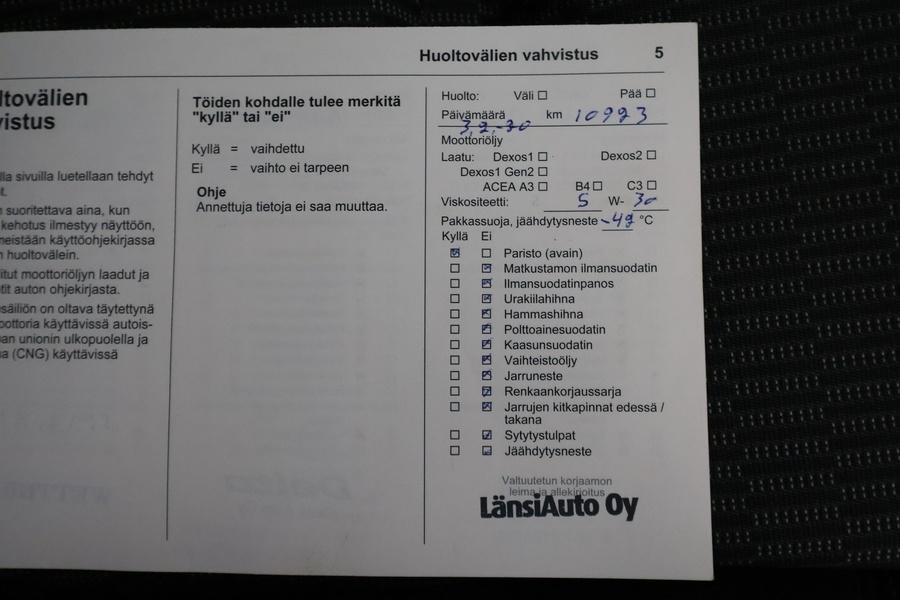 Huoltovälien vahvistus 5
ltovälien
vistus
lla sivuilla luetellaan tehdyt
t.
suoritettava aina, kun
kehotus ilmestyy näyttöön,
neistään käyttöohjekirjassa
n huoltovälein.
itut moottoriöljyn laadut ja
tit auton ohjekirjasta.
säiliön on oltava täytettynä
oottoria käyttävissä autois-
an unionin ulkopuolella ja
a (CNG) käyttävissä
Töiden kohdalle tulee merkitä
"kyllä" tai "ei"
Kyllä = vaihdettu
Ei = vaihto ei tarpeen
Ohje
Annettuja tietoja ei saa muuttaa.
Huolto: Väli ☐ Pää ☐
Päivämäärä km 10993
3.2.-20
Moottoriöljy
Laatu: Dexos1 ☐ Dexos2 ☐
Dexos1 Gen2 ☐
ACEA A3 ☐ B4 ☐ C3 ☐
Viskositeetti: 5 W- 30
Pakkassuoja, jäähdytysneste -49 °C
Kyllä Ei
☒ ☐ Paristo (avain)
☐ ☒ Matkustamon ilmansuodatin
☐ ☒ Ilmansuodatinpanos
☐ ☒ Urakiilahihna
☐ ☒ Hammashihna
☐ ☒ Polttoainesuodatin
☐ ☒ Kaasunsuodatin
☐ ☒ Vaihteistoöljy
☐ ☒ Jarruneste
☐ ☒ Renkaankorjaussarja
☐ ☒ Jarrujen kitkapinnat edessä /
takana
☐ ☒ Sytytystulpat
☐ ☒ Jäähdytysneste
Valtuutetun korjaamon
leima ja allekirjoitus
LänsiAuto Oy